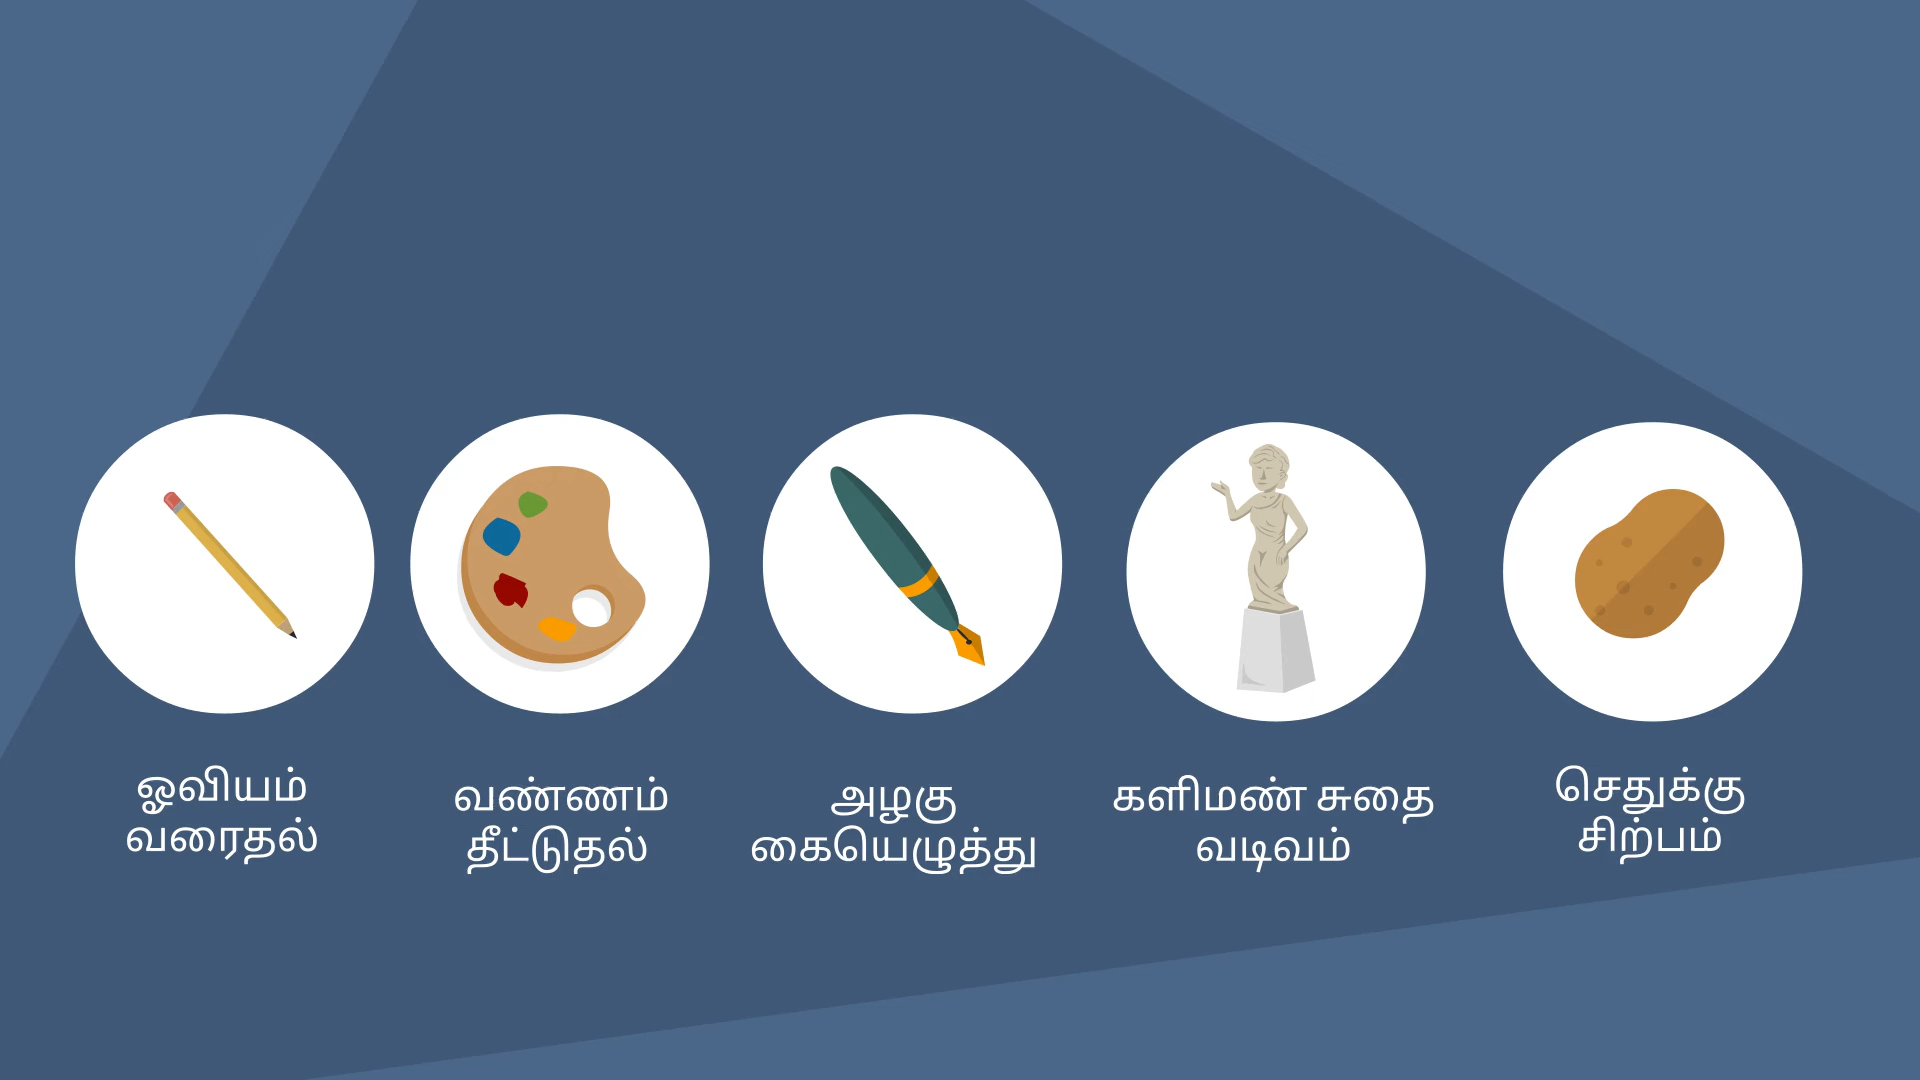 ஓவியம்
வரைதல்
வண்ணம்
தீட்டுதல்
அழகு
கையெழுத்து
களிமண் சுதை
வடிவம்
செதுக்கு
சிற்பம்